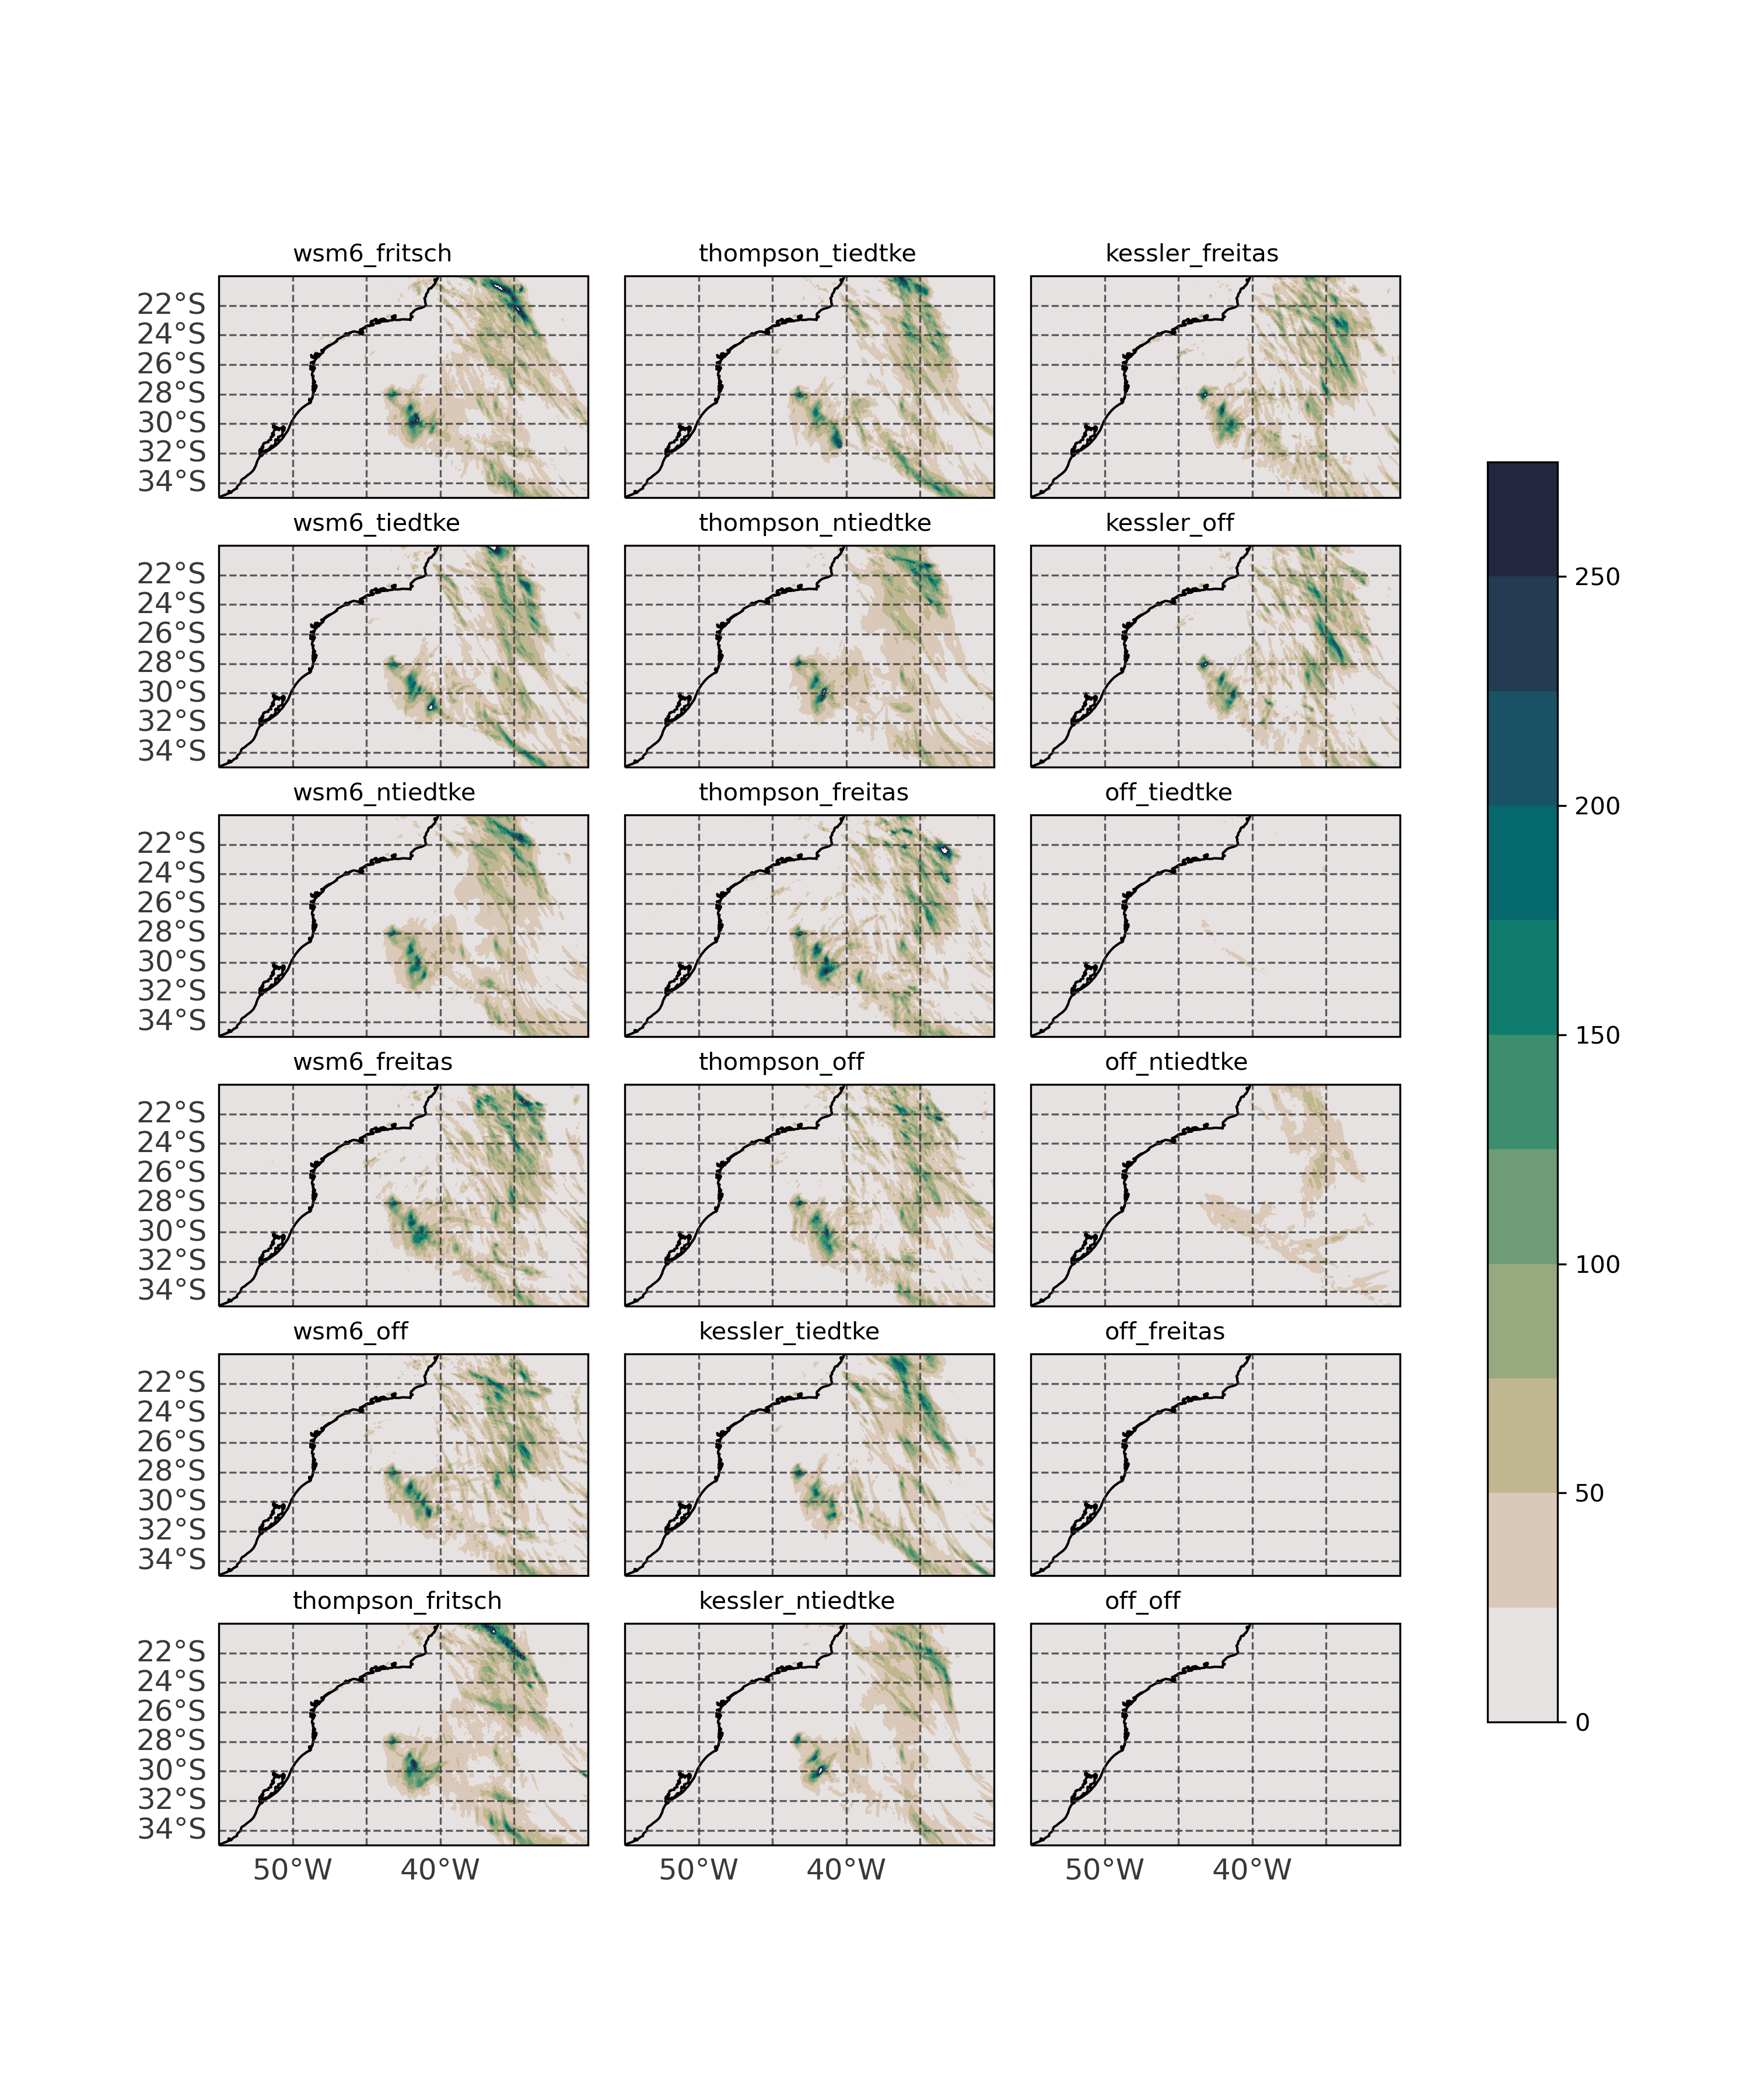 wsm6_fritsch thompson_tiedtke kessler_freitas
22°S
24°S
26°S
28°S
30°S
32°S
34°S
wsm6_tiedtke thompson_ntiedtke kessler_off
22°S
24°S
26°S
28°S
30°S
32°S
34°S
wsm6_ntiedtke thompson_freitas off_tiedtke
22°S
24°S
26°S
28°S
30°S
32°S
34°S
wsm6_freitas thompson_off off_ntiedtke
22°S
24°S
26°S
28°S
30°S
32°S
34°S
wsm6_off kessler_tiedtke off_freitas
22°S
24°S
26°S
28°S
30°S
32°S
34°S
thompson_fritsch kessler_ntiedtke off_off
22°S
24°S
26°S
28°S
30°S
32°S
34°S
50°W 40°W 50°W 40°W 50°W 40°W
250
200
150
100
50
0